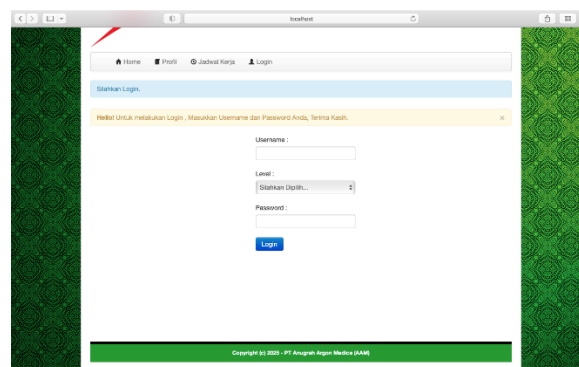 localhost
Home Profil Jadwal Kerja Login
Silahkan Login.
Hello! Untuk melakukan Login , Masukkan Username dan Password Anda, Terima Kasih. ×
Username :
Level :
Silahkan Dipilih...
Password :
Login
Copyright (c) 2025 - PT Anugrah Argon Medica (AAM)